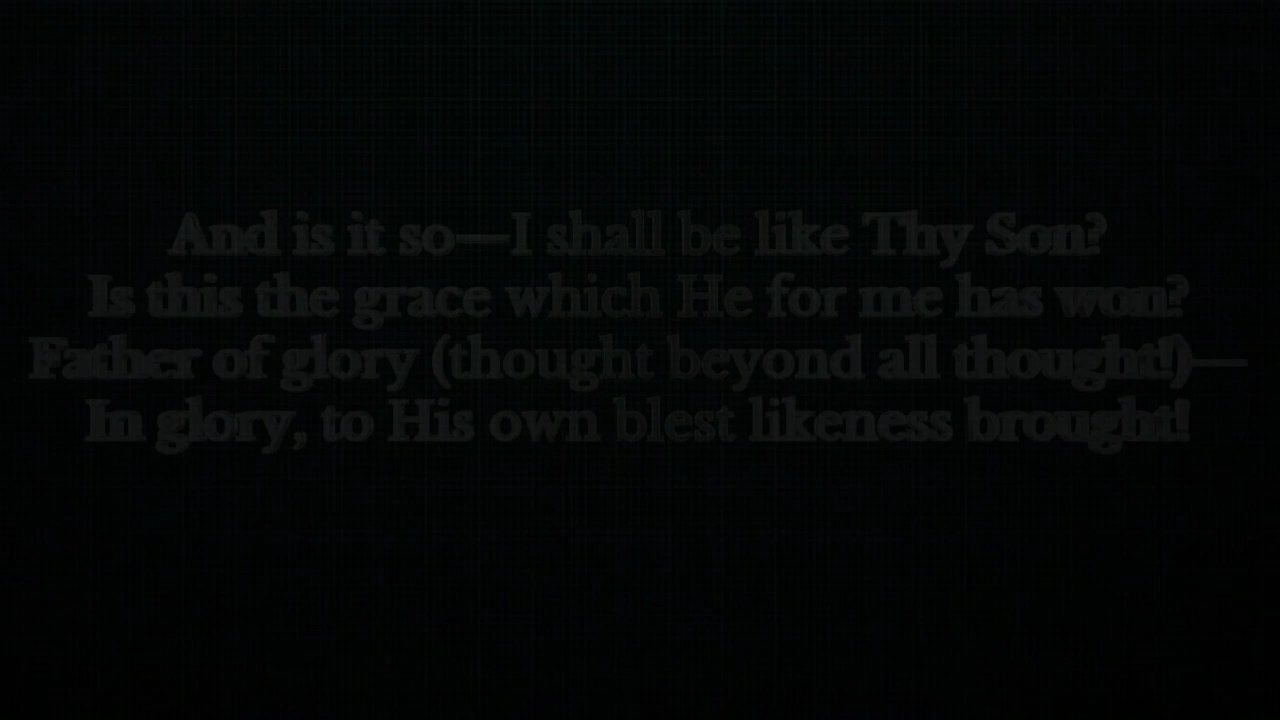 And is it so—I shall be like Thy Son?
Is this the grace which He for me has won?
Father of glory (thought beyond all thought!)—
In glory, to His own blest likeness brought!